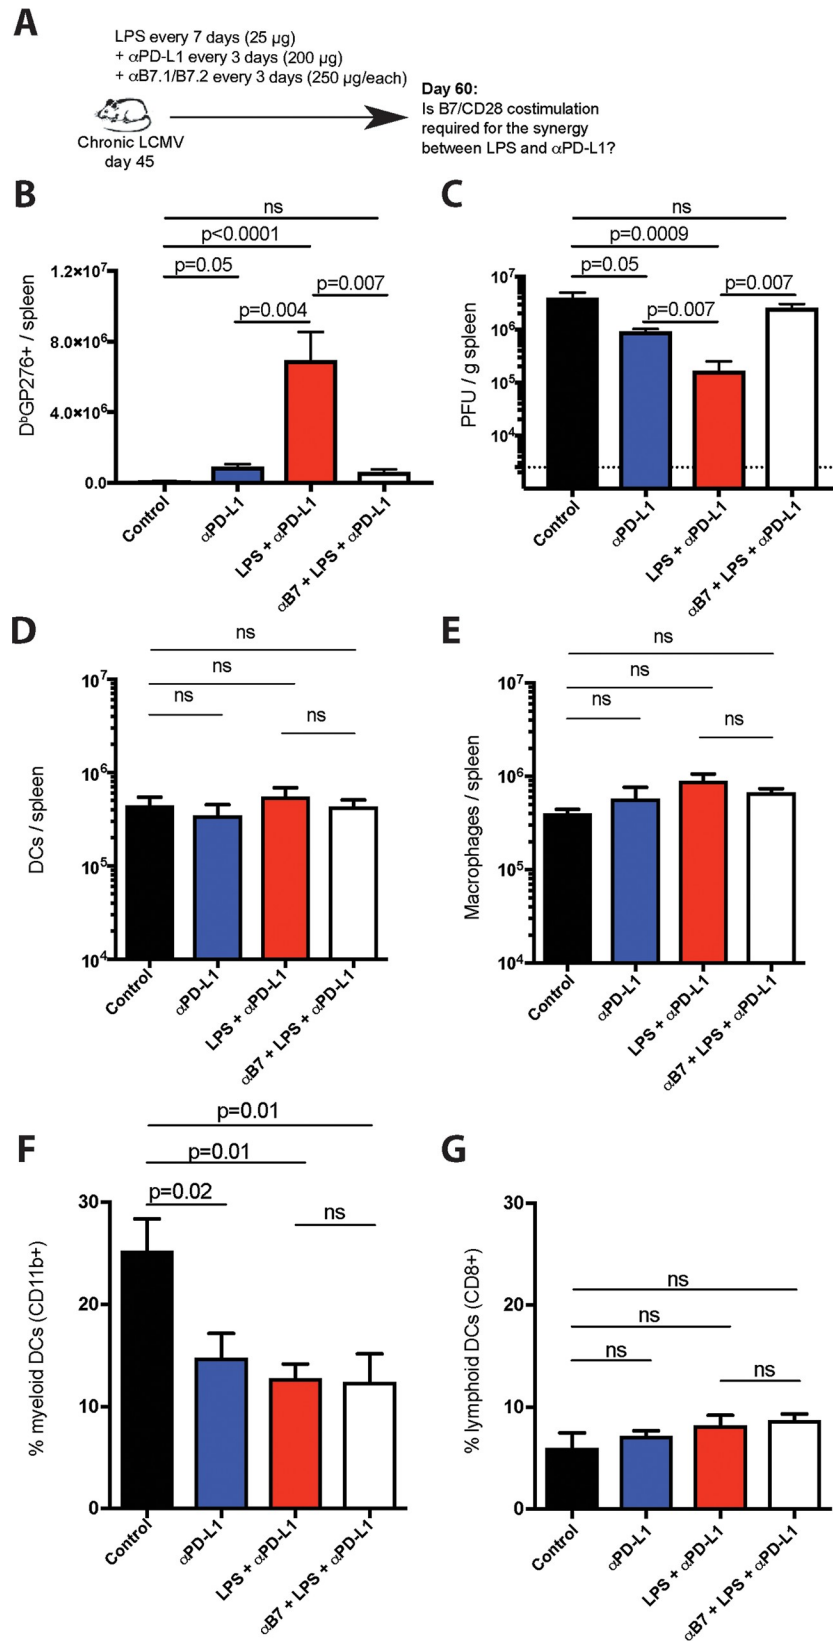 A
LPS every 7 days (25 µg)
+ αPD-L1 every 3 days (200 µg)
+ αB7.1/B7.2 every 3 days (250 µg/each)
Chronic LCMV
day 45
Day 60:
Is B7/CD28 costimulation
required for the synergy
between LPS and αPD-L1?
B
ns
p<0.0001
p=0.05
p=0.007
p=0.004
DᵇGP276+ / spleen
1.2×10⁷
8.0×10⁶
4.0×10⁶
0.0
Control
αPD-L1
LPS + αPD-L1
αB7 + LPS + αPD-L1
C
ns
p=0.0009
p=0.05
p=0.007
p=0.007
PFU / g spleen
10⁷
10⁶
10⁵
10⁴
Control
αPD-L1
LPS + αPD-L1
αB7 + LPS + αPD-L1
D
ns
ns
ns
ns
DCs / spleen
10⁷
10⁶
10⁵
10⁴
Control
αPD-L1
LPS + αPD-L1
αB7 + LPS + αPD-L1
E
ns
ns
ns
ns
Macrophages / spleen
10⁷
10⁶
10⁵
10⁴
Control
αPD-L1
LPS + αPD-L1
αB7 + LPS + αPD-L1
F
p=0.01
p=0.01
p=0.02
ns
% myeloid DCs (CD11b+)
30
20
10
0
Control
αPD-L1
LPS + αPD-L1
αB7 + LPS + αPD-L1
G
ns
ns
ns
ns
% lymphoid DCs (CD8+)
30
20
10
0
Control
αPD-L1
LPS + αPD-L1
αB7 + LPS + αPD-L1